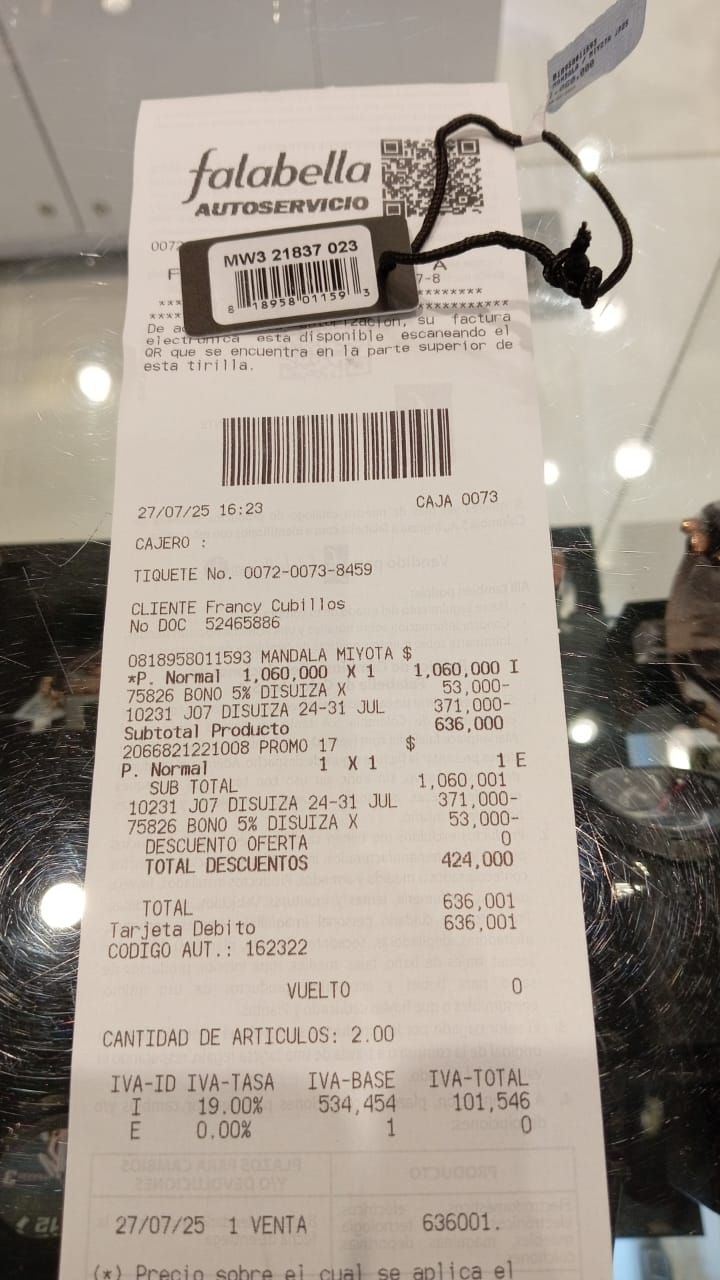 falabella
AUTOSERVICIO
0072
MW3 21837 023
8 18958 01159 3
F A
7-8
*** *********
*** ***********
De su factura
electrónica está disponible escaneando el
QR que se encuentra en la parte superior de
esta tirilla.
27/07/25 16:23 CAJA 0073
CAJERO :
TIQUETE No. 0072-0073-8459
CLIENTE Francy Cubillos
No DOC 52465886
0818958011593 MANDALA MIYOTA $
*P. Normal 1,060,000 X 1 1,060,000 I
75826 BONO 5% DISUIZA X 53,000-
10231 J07 DISUIZA 24-31 JUL 371,000-
Subtotal Producto 636,000
2066821221008 PROMO 17 $
P. Normal 1 X 1 1 E
SUB TOTAL 1,060,001
10231 J07 DISUIZA 24-31 JUL 371,000-
75826 BONO 5% DISUIZA X 53,000-
DESCUENTO OFERTA 0
TOTAL DESCUENTOS 424,000
TOTAL 636,001
Tarjeta Debito 636,001
CODIGO AUT.: 162322
VUELTO 0
CANTIDAD DE ARTICULOS: 2.00
IVA-ID IVA-TASA IVA-BASE IVA-TOTAL
I 19.00% 534,454 101,546
E 0.00% 1 0
27/07/25 1 VENTA 636001.
(*) Precio sobre el cual se aplica el